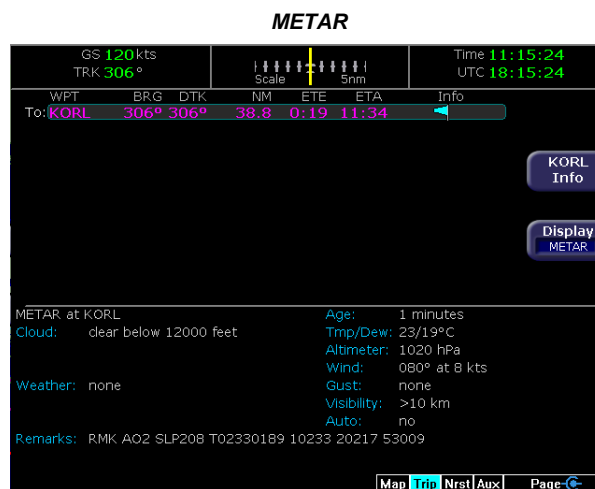 METAR
GS 120kts
TRK 306°
Scale 5nm
Time 11:15:24
UTC 18:15:24
WPT BRG DTK NM ETE ETA Info
To: KORL 306° 306° 38.8 0:19 11:34
KORL
Info
Display
METAR
METAR at KORL
Cloud: clear below 12000 feet
Weather: none
Age: 1 minutes
Tmp/Dew: 23/19°C
Altimeter: 1020 hPa
Wind: 080° at 8 kts
Gust: none
Visibility: >10 km
Auto: no
Remarks: RMK AO2 SLP208 T02330189 10233 20217 53009
Map Trip Nrst Aux Page-